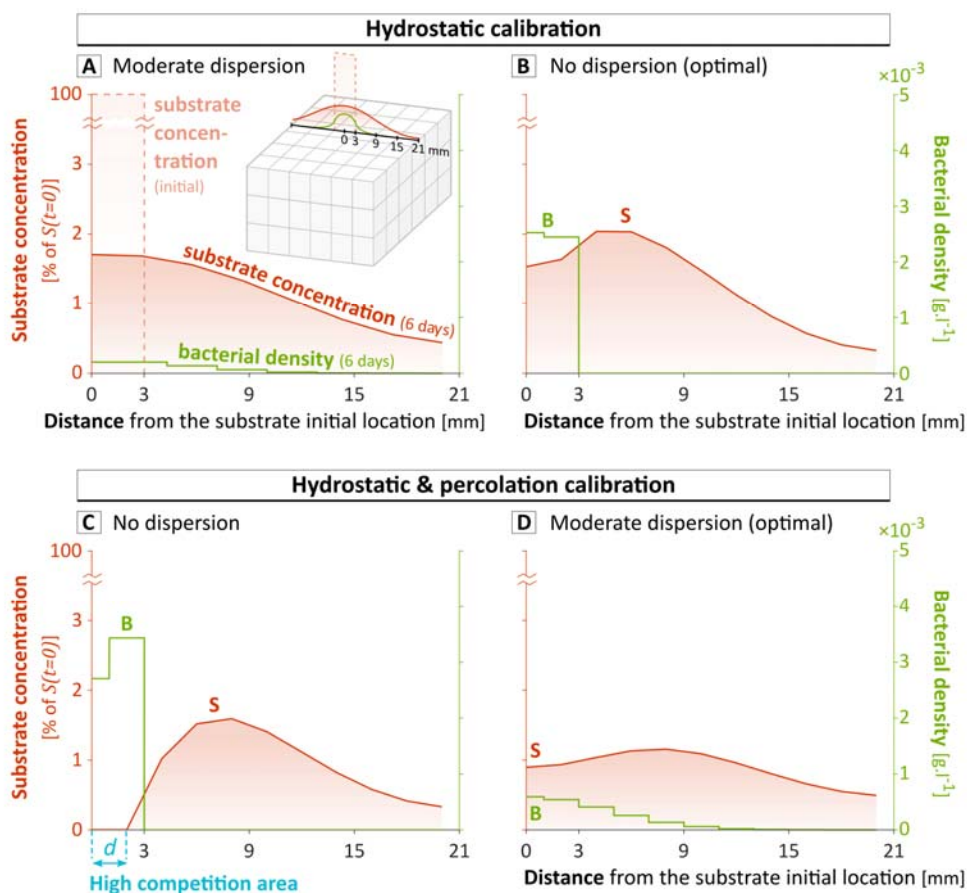 Hydrostatic calibration
A Moderate dispersion
B No dispersion (optimal)
×10⁻³
Substrate concentration
[% of S(t=0)]
100
3
2
1
0
substrate
concen-
tration
(initial)
0 3 9 15 21 mm
substrate concentration (6 days)
bacterial density (6 days)
0 3 9 15 21
Distance from the substrate initial location [mm]
B
S
5
4
3
2
1
0
Bacterial density [g.l⁻¹]
0 3 9 15 21
Distance from the substrate initial location [mm]
Hydrostatic & percolation calibration
C No dispersion
D Moderate dispersion (optimal)
×10⁻³
Substrate concentration
[% of S(t=0)]
100
3
2
1
0
B
S
d
3 9 15 21
High competition area
S
B
5
4
3
2
1
0
Bacterial density [g.l⁻¹]
0 3 9 15 21
Distance from the substrate initial location [mm]